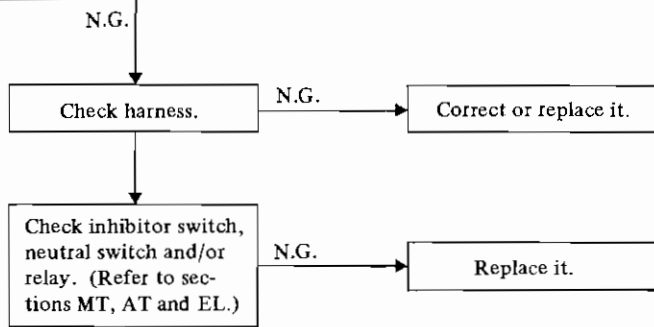 N.G.
Check harness.
N.G.
Correct or replace it.
Check inhibitor switch,
neutral switch and/or
relay. (Refer to sec-
tions MT, AT and EL.)
N.G.
Replace it.